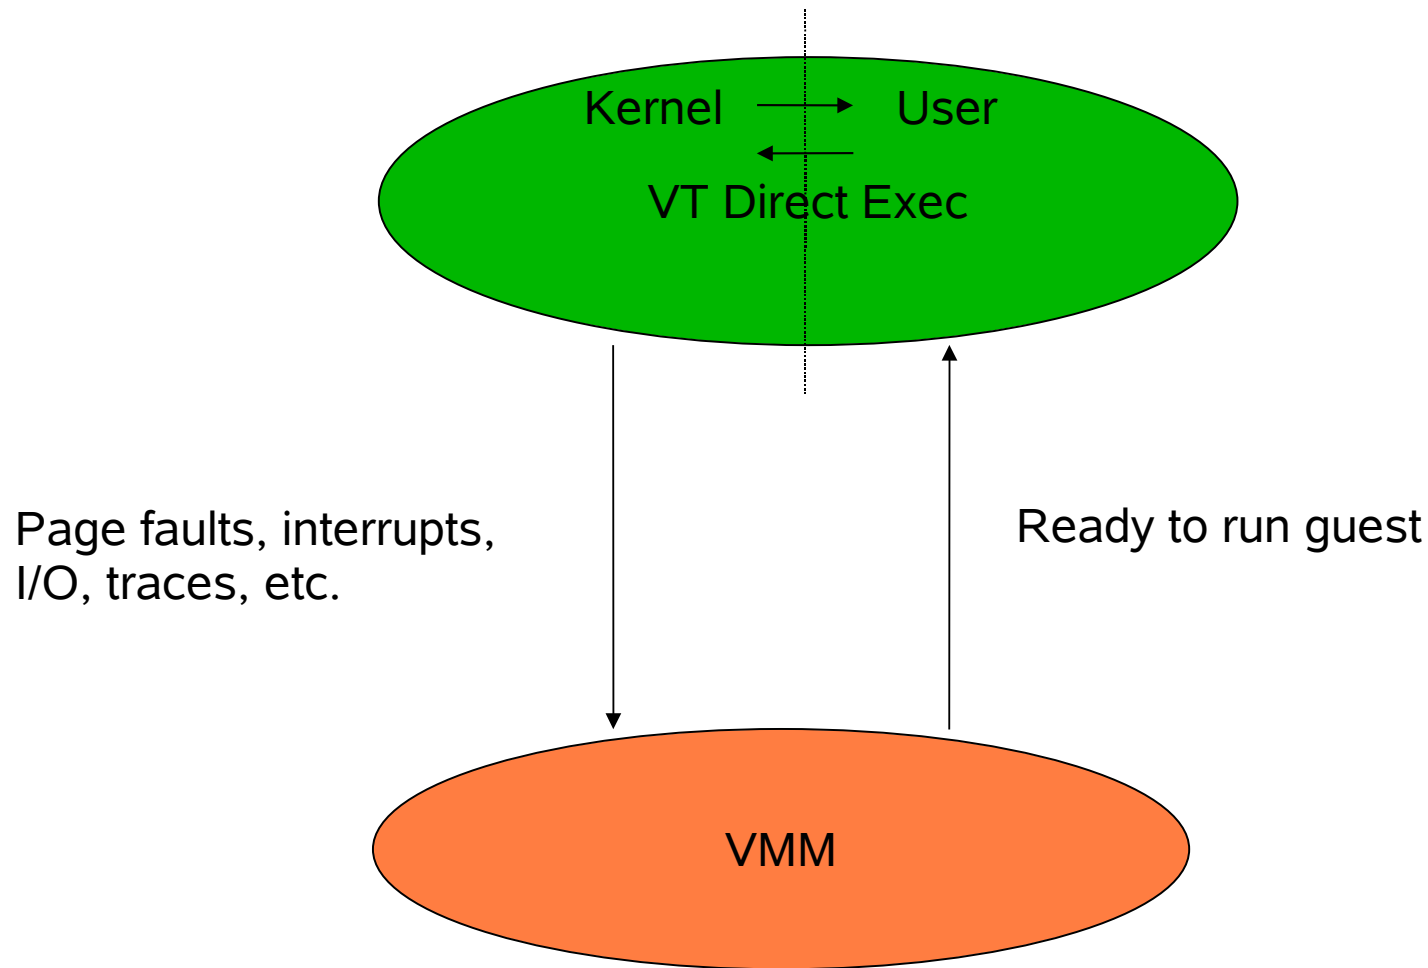 Kernel
User
VT Direct Exec
Page faults, interrupts,
I/O, traces, etc.
Ready to run guest
VMM